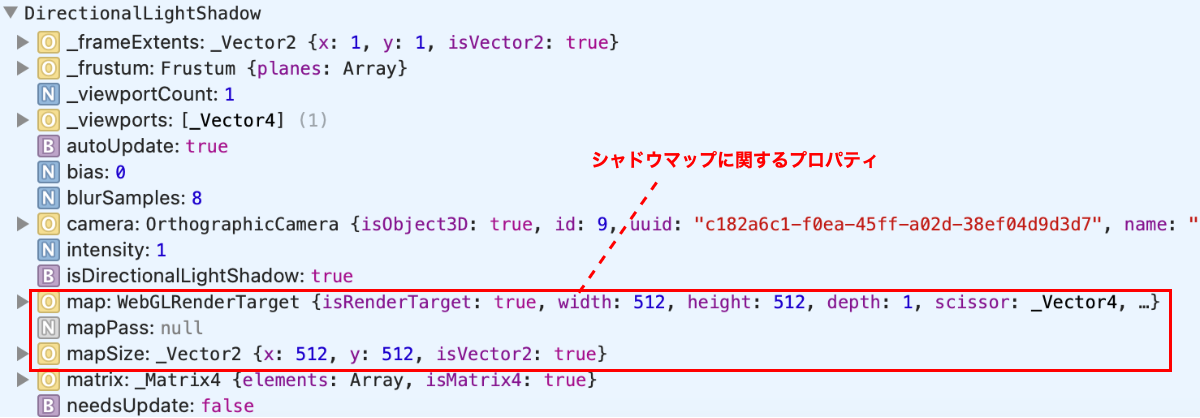 ▼ DirectionalLightShadow
▶ O _frameExtents: _Vector2 {x: 1, y: 1, isVector2: true}
▶ O _frustum: Frustum {planes: Array}
N _viewportCount: 1
▶ O _viewports: [_Vector4] (1)
B autoUpdate: true
シャドウマップに関するプロパティ
N bias: 0
N blurSamples: 8
▶ O camera: OrthographicCamera {isObject3D: true, id: 9, uuid: "c182a6c1-f0ea-45ff-a02d-38ef04d9d3d7", name: "
N intensity: 1
B isDirectionalLightShadow: true
▶ O map: WebGLRenderTarget {isRenderTarget: true, width: 512, height: 512, depth: 1, scissor: _Vector4, …}
N mapPass: null
▶ O mapSize: _Vector2 {x: 512, y: 512, isVector2: true}
▶ O matrix: _Matrix4 {elements: Array, isMatrix4: true}
B needsUpdate: false